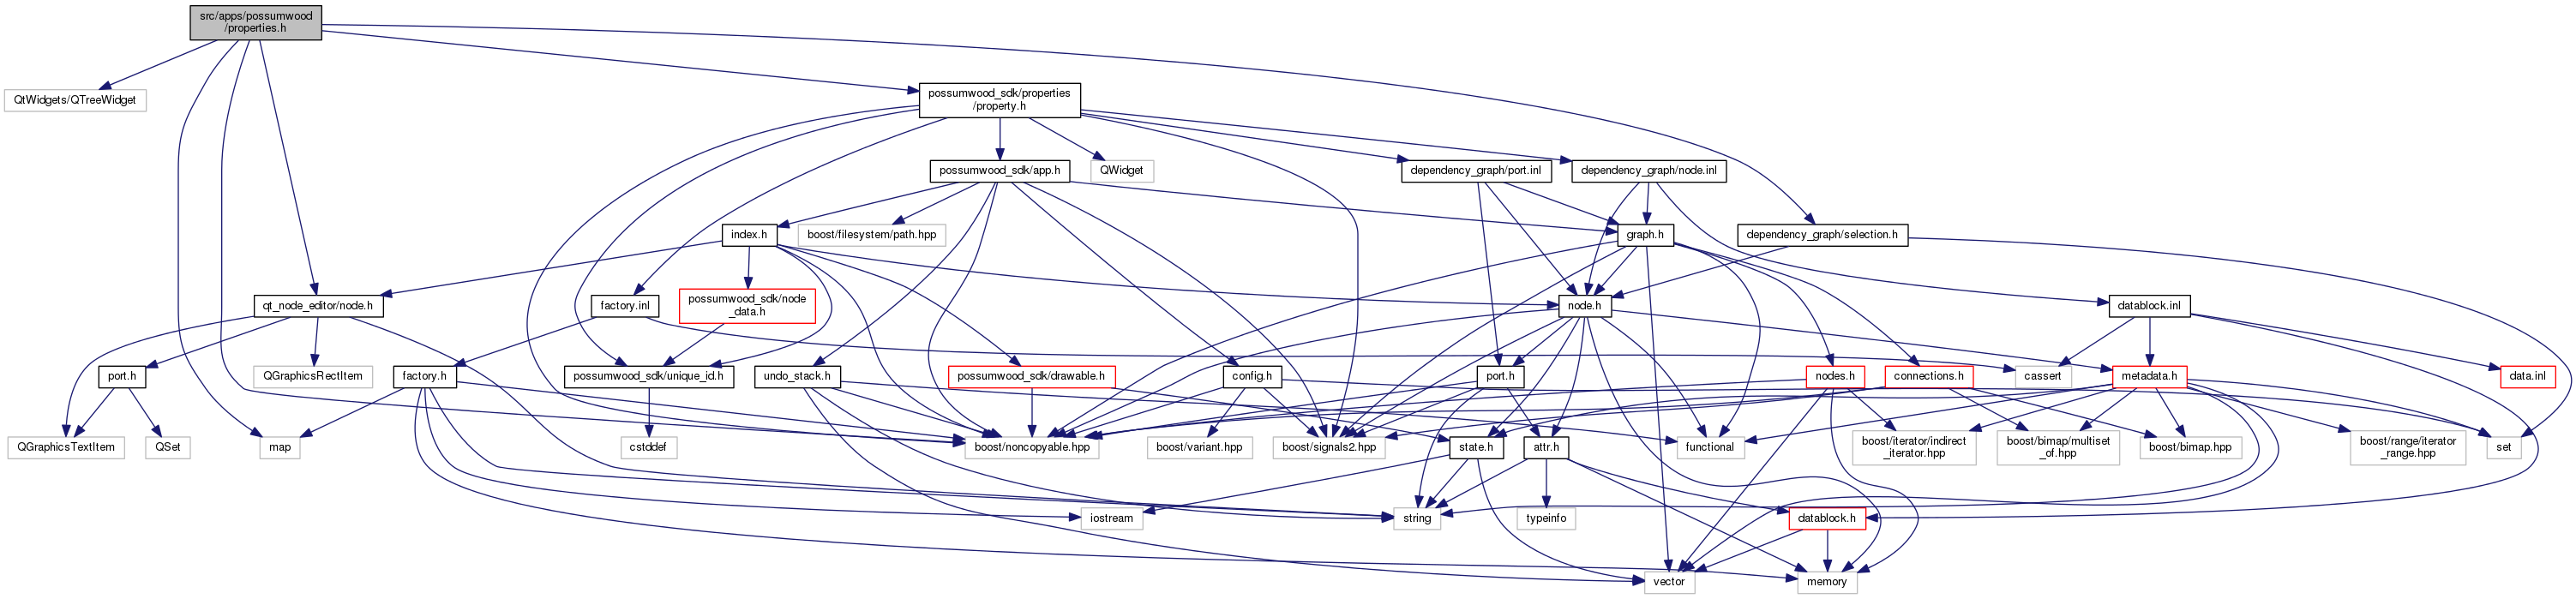 src/apps/possumwood
/properties.h
QtWidgets/QTreeWidget
possumwood_sdk/properties
/property.h
possumwood_sdk/app.h
QWidget
dependency_graph/port.inl
dependency_graph/node.inl
index.h
boost/filesystem/path.hpp
graph.h
dependency_graph/selection.h
qt_node_editor/node.h
factory.inl
possumwood_sdk/node
_data.h
node.h
datablock.inl
port.h
QGraphicsRectItem
factory.h
possumwood_sdk/unique_id.h
undo_stack.h
possumwood_sdk/drawable.h
config.h
port.h
nodes.h
connections.h
cassert
metadata.h
data.inl
QGraphicsTextItem
QSet
map
cstddef
boost/noncopyable.hpp
boost/variant.hpp
boost/signals2.hpp
state.h
attr.h
functional
boost/iterator/indirect
_iterator.hpp
boost/bimap/multiset
_of.hpp
boost/bimap.hpp
boost/range/iterator
_range.hpp
set
iostream
string
typeinfo
datablock.h
vector
memory